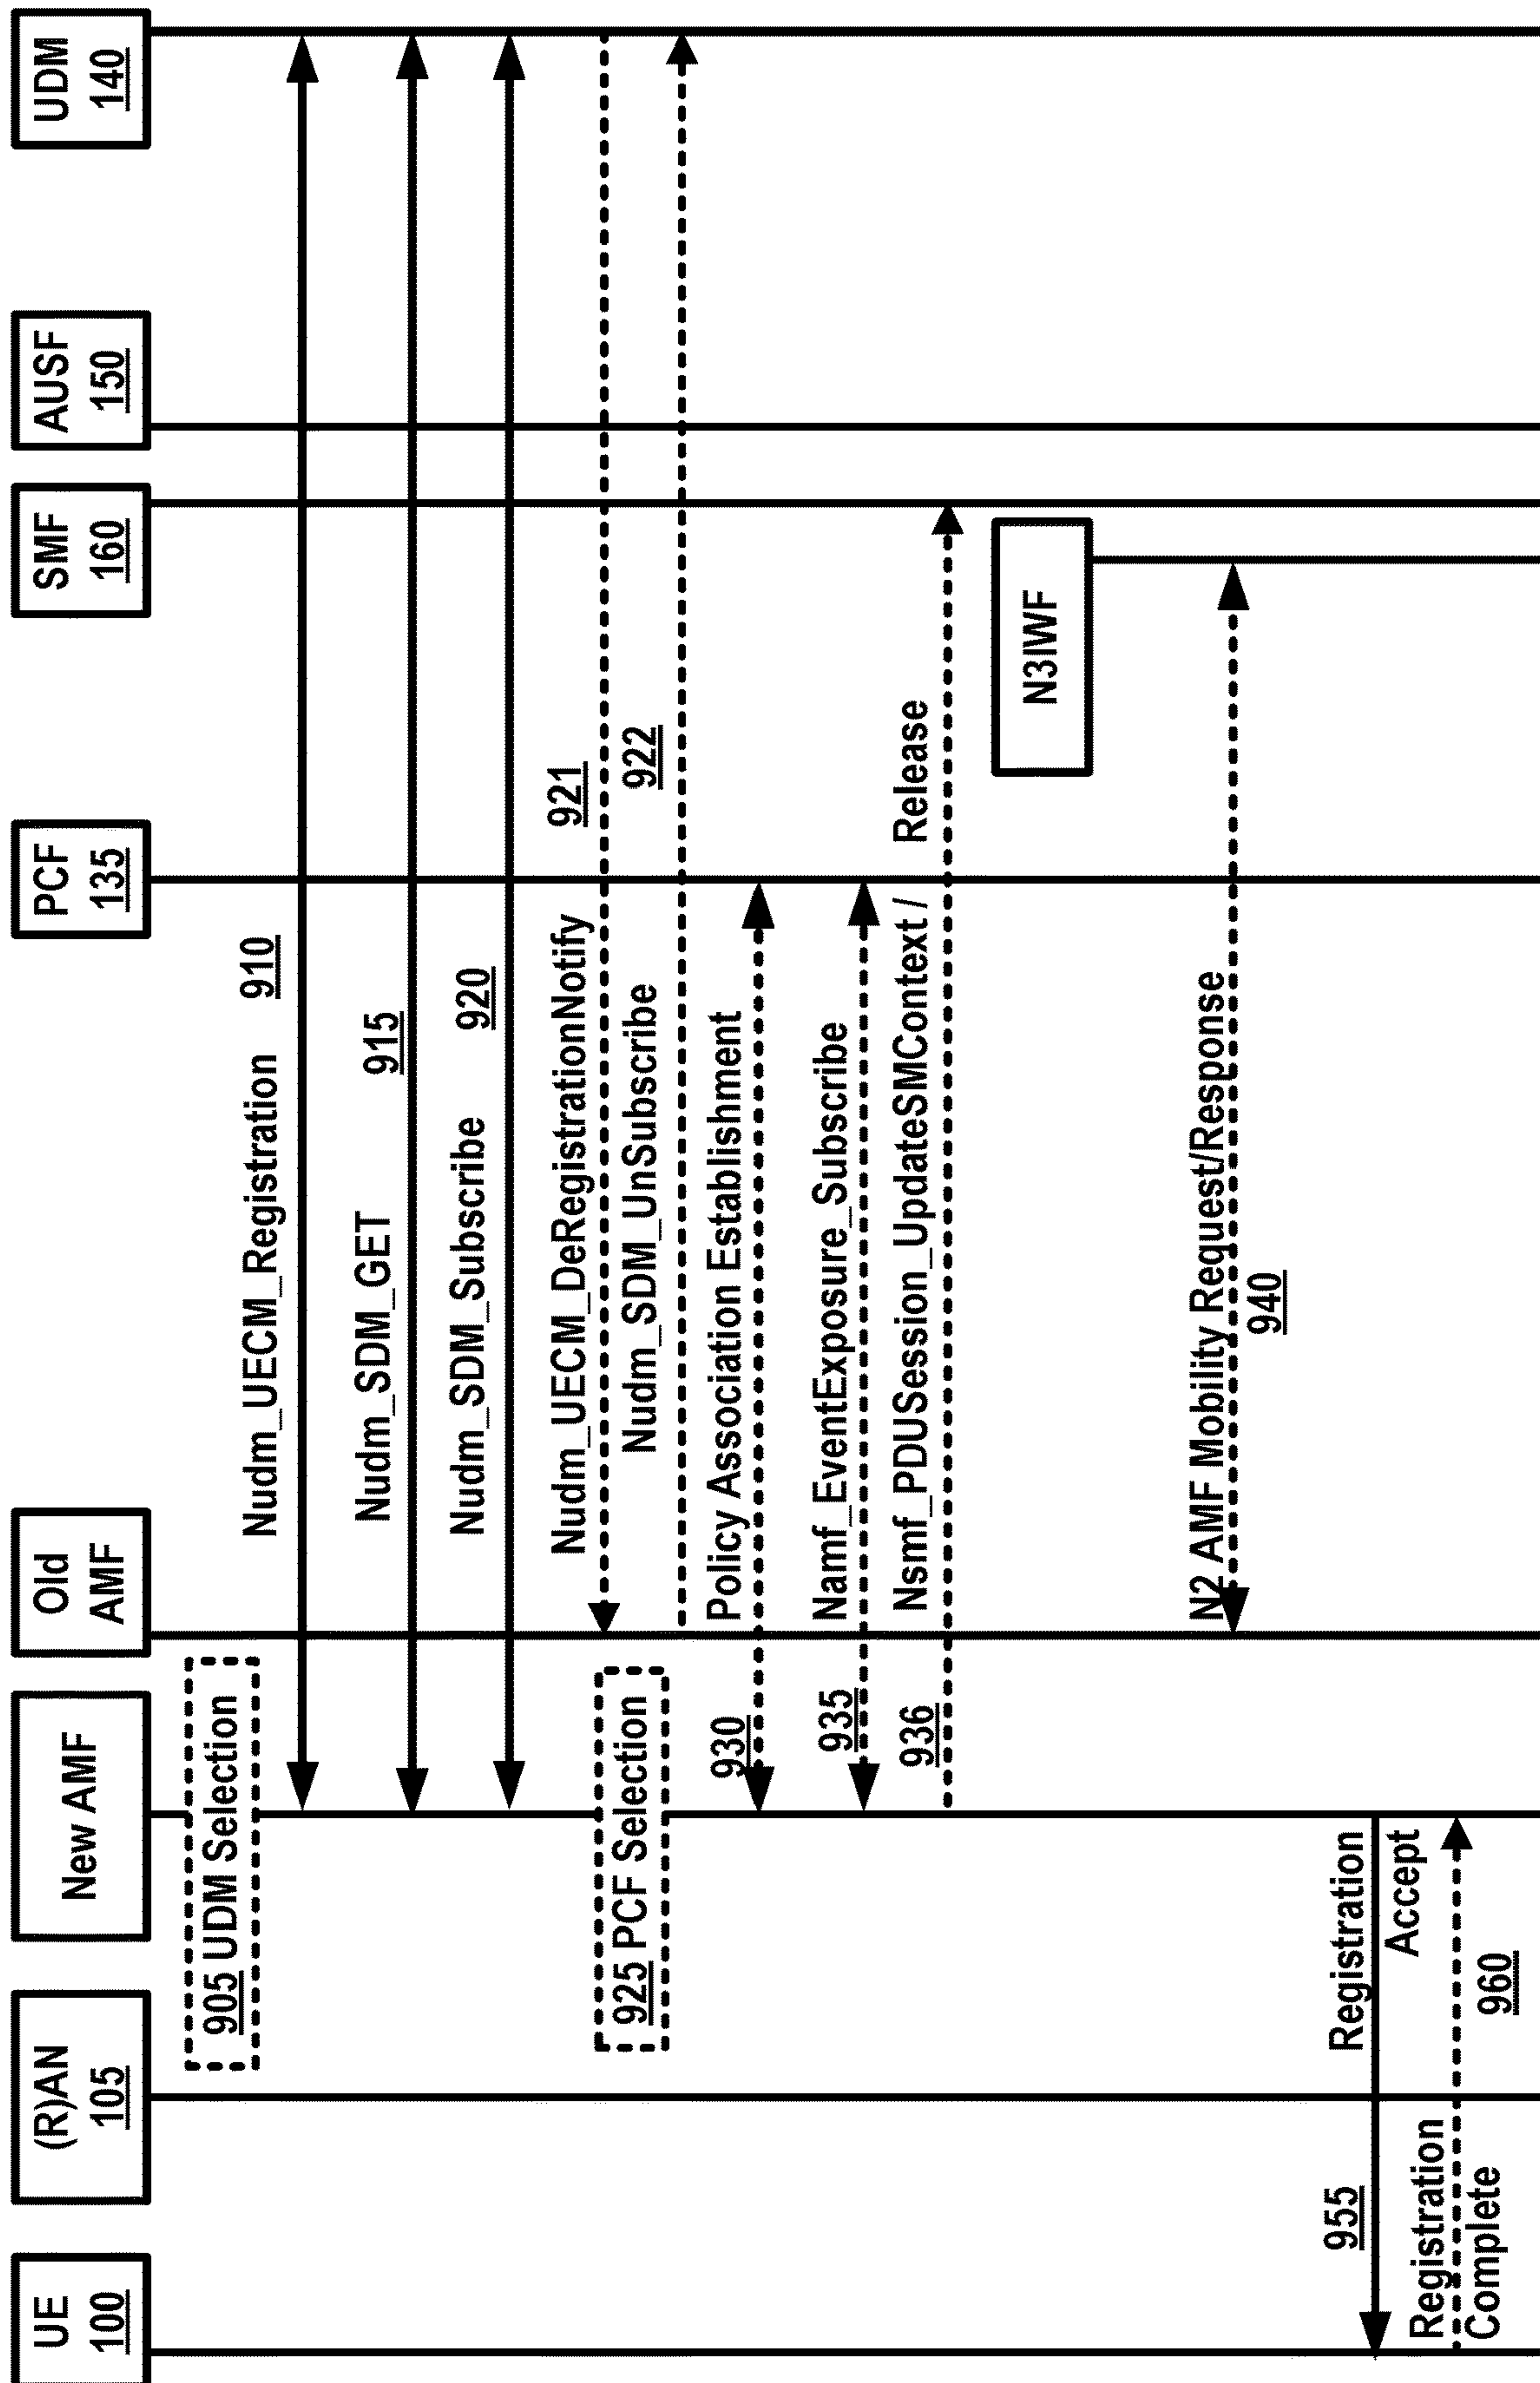 UE
100
(R)AN
105
New AMF
Old
AMF
PCF
135
SMF
160
AUSF
150
UDM
140
905 UDM Selection
Nudm_UECM_Registration 910
Nudm_SDM_GET 915
Nudm_SDM_Subscribe 920
Nudm_UECM_DeRegistrationNotify 921
925 PCF Selection
Nudm_SDM_UnSubscribe 922
930 Policy Association Establishment
935 Namf_EventExposure_Subscribe
936 Nsmf_PDUSession_UpdateSMContext / Release
N3IWF
N2 AMF Mobility Request/Response
940
955 Registration
Accept
Registration
Complete
960